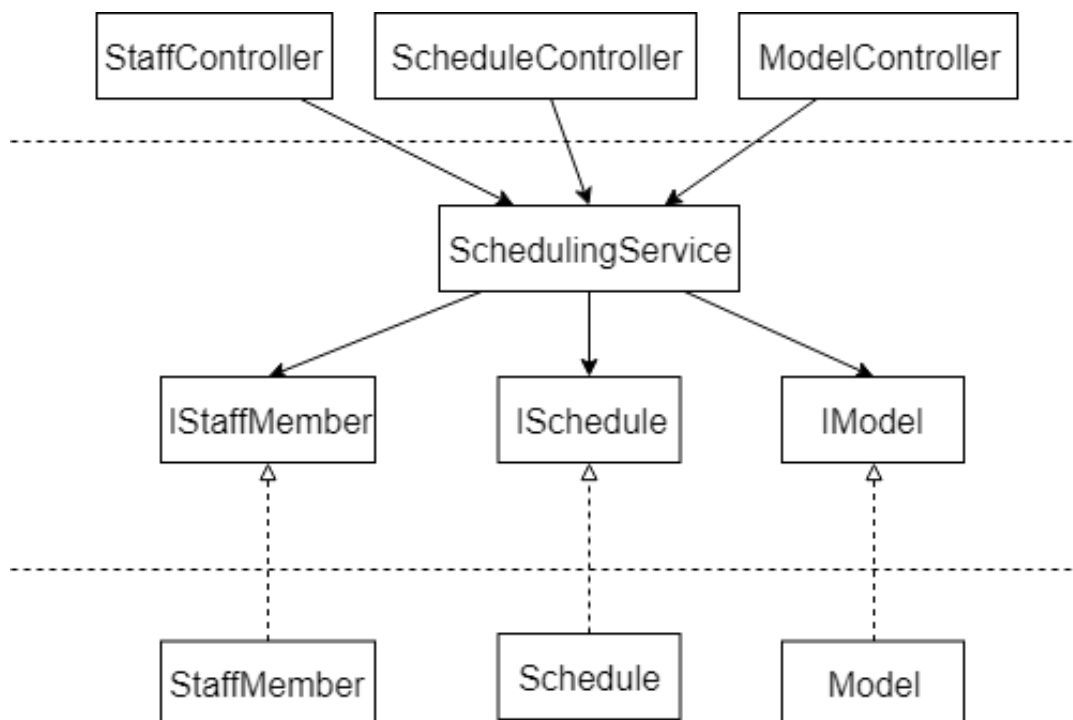 StaffController
ScheduleController
ModelController
SchedulingService
IStaffMember
ISchedule
IModel
StaffMember
Schedule
Model